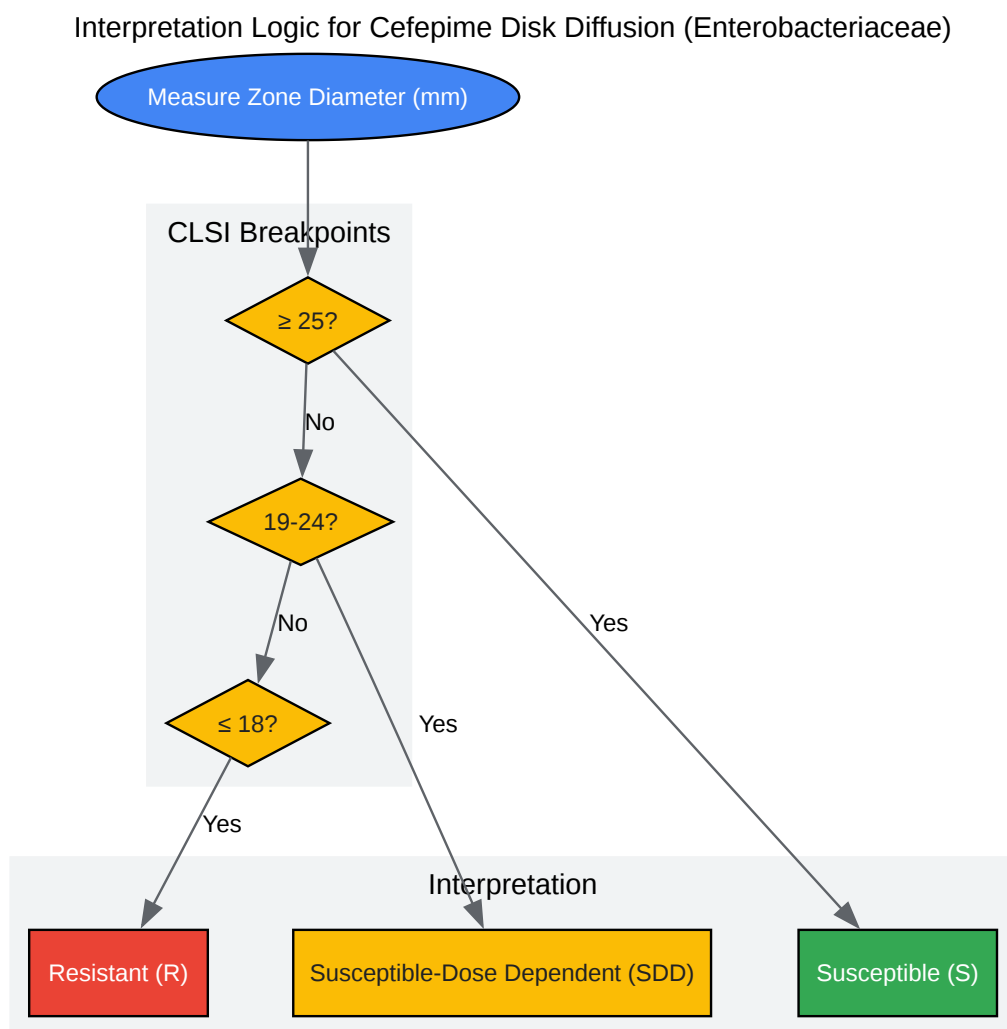 Interpretation Logic for Cefepime Disk Diffusion (Enterobacteriaceae)
Measure Zone Diameter (mm)
CLSI Breakpoints
≥ 25?
No
19-24?
No
Yes
≤ 18?
Yes
Yes
Interpretation
Resistant (R)
Susceptible-Dose Dependent (SDD)
Susceptible (S)